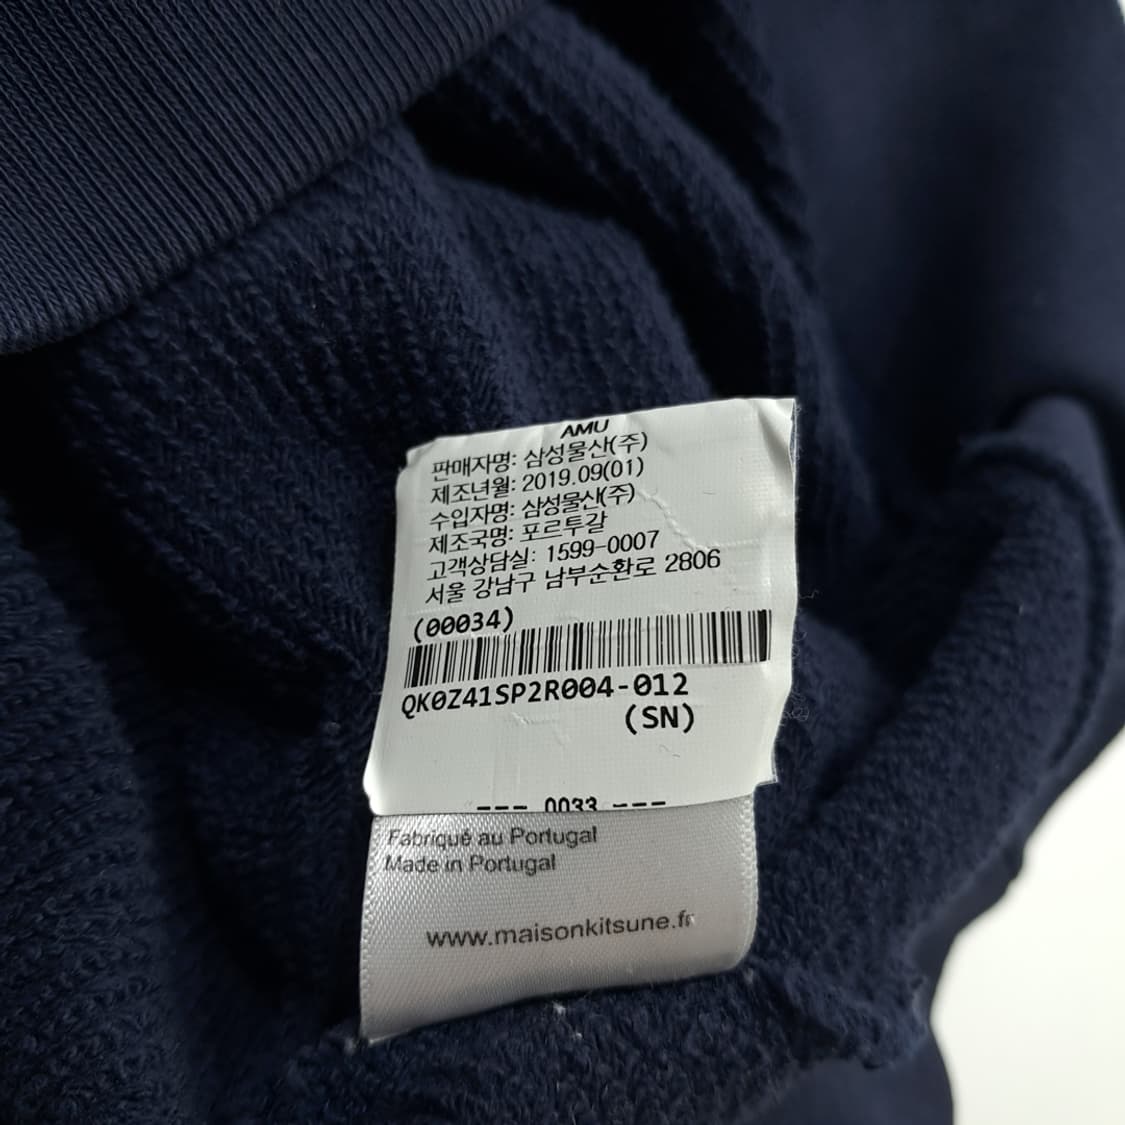 AMU
판매자명: 삼성물산(주)
제조년월: 2019.09(01)
수입자명: 삼성물산(주)
제조국명: 포르투갈
고객상담실: 1599-0007
서울 강남구 남부순환로 2806
(00034)
QK0Z41SP2R004-012
(SN)
--- 0033 ---
Fabriqué au Portugal
Made in Portugal
www.maisonkitsune.fr